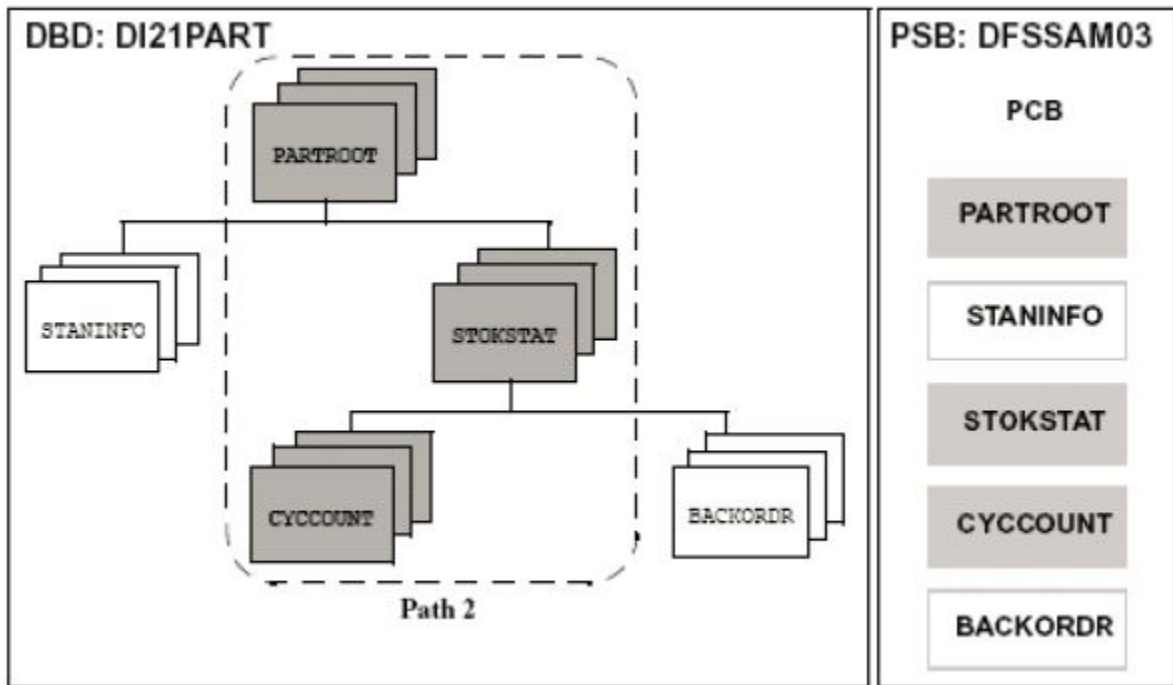 DBD: DI21PART
PARTROOT
STANINFO
STOKSTAT
CYCCOUNT
BACKORDR
Path 2
PSB: DFSSAM03
PCB
PARTROOT
STANINFO
STOKSTAT
CYCCOUNT
BACKORDR